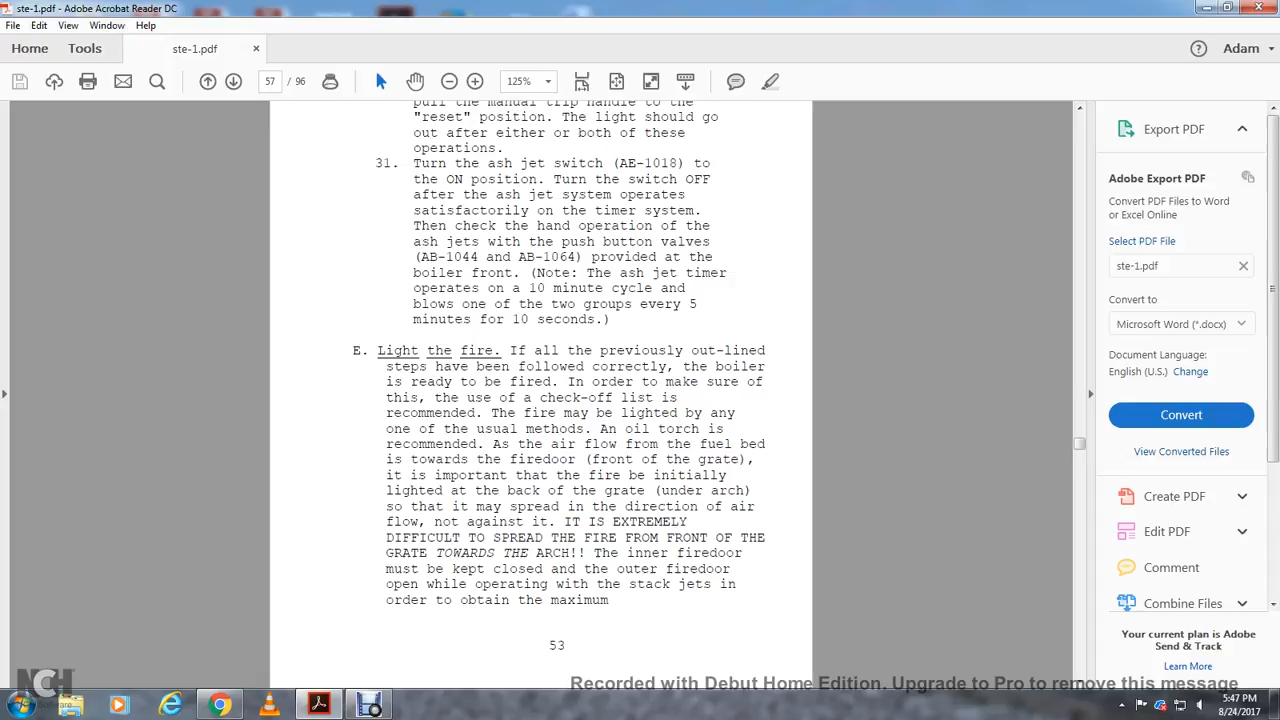 ste-1.pdf - Adobe Acrobat Reader DC
File Edit View Window Help
Home Tools ste-1.pdf × Adam
57 / 96 125%
pull the manual trip handle to the
"reset" position. The light should go
out after either or both of these
operations.
31. Turn the ash jet switch (AE-1018) to
the ON position. Turn the switch OFF
after the ash jet system operates
satisfactorily on the timer system.
Then check the hand operation of the
ash jets with the push button valves
(AB-1044 and AB-1064) provided at the
boiler front. (Note: The ash jet timer
operates on a 10 minute cycle and
blows one of the two groups every 5
minutes for 10 seconds.)
E. Light the fire. If all the previously out-lined
steps have been followed correctly, the boiler
is ready to be fired. In order to make sure of
this, the use of a check-off list is
recommended. The fire may be lighted by any
one of the usual methods. An oil torch is
recommended. As the air flow from the fuel bed
is towards the firedoor (front of the grate),
it is important that the fire be initially
lighted at the back of the grate (under arch)
so that it may spread in the direction of air
flow, not against it. IT IS EXTREMELY
DIFFICULT TO SPREAD THE FIRE FROM FRONT OF THE
GRATE TOWARDS THE ARCH!! The inner firedoor
must be kept closed and the outer firedoor
open while operating with the stack jets in
order to obtain the maximum
53
Export PDF
Adobe Export PDF
Convert PDF Files to Word
or Excel Online
Select PDF File
ste-1.pdf
Convert to
Microsoft Word (*.docx)
Document Language:
English (U.S.) Change
Convert
View Converted Files
Create PDF
Edit PDF
Comment
Combine Files
Your current plan is Adobe
Send & Track
Learn More
NCH
Software
Recorded with Debut Home Edition. Upgrade to Pro to remove this message
5:47 PM
8/24/2017